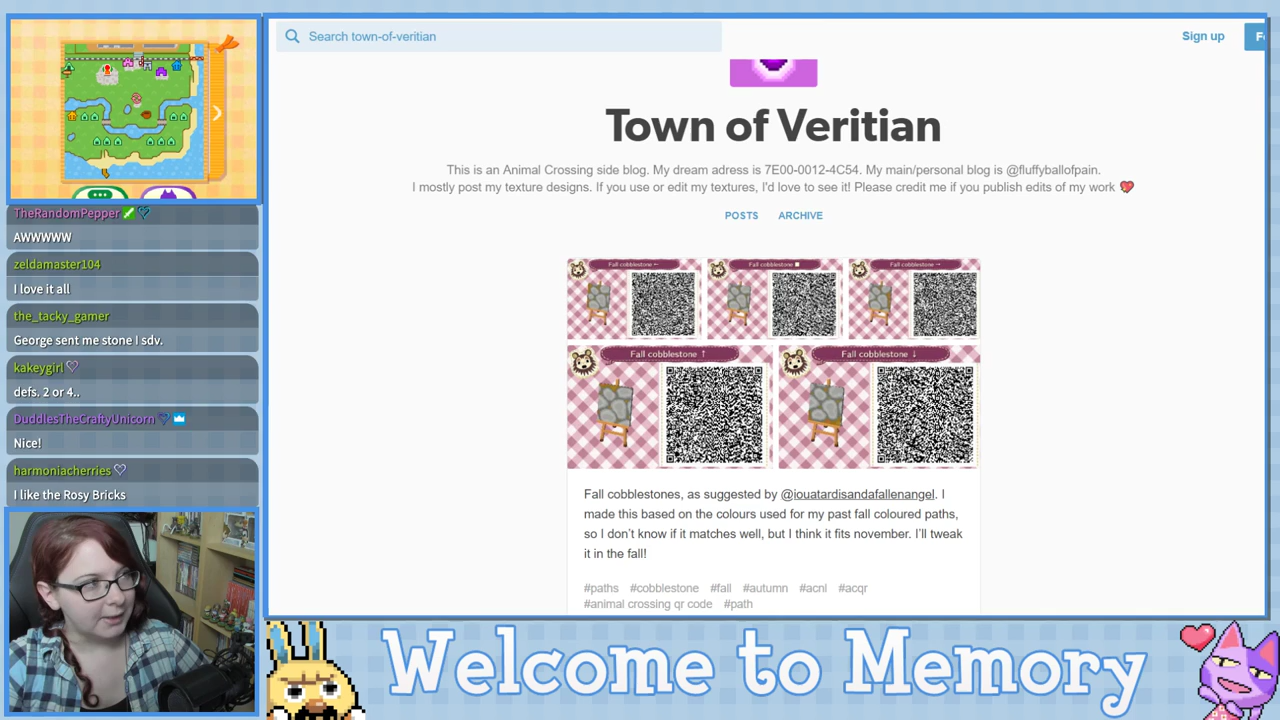 Search town-of-veritian
Sign up
Town of Veritian
This is an Animal Crossing side blog. My dream adress is 7E00-0012-4C54. My main/personal blog is @fluffyballofpain.
I mostly post my texture designs. If you use or edit my textures, I'd love to see it! Please credit me if you publish edits of my work
POSTS ARCHIVE
Fall cobblestone ←
Fall cobblestone
Fall cobblestone →
Fall cobblestone ↑
Fall cobblestone ↓
Fall cobblestones, as suggested by @iouatardisandafallenangel. I
made this based on the colours used for my past fall coloured paths,
so I don't know if it matches well, but I think it fits november. I'll tweak
it in the fall!
#paths #cobblestone #fall #autumn #acnl #acqr
#animal crossing qr code #path
TheRandomPepper
AWWWWW
zeldamaster104
I love it all
the_tacky_gamer
George sent me stone I sdv.
kakeygirl
defs. 2 or 4..
DuddlesTheCraftyUnicorn
Nice!
harmoniacherries
I like the Rosy Bricks
Welcome to Memory